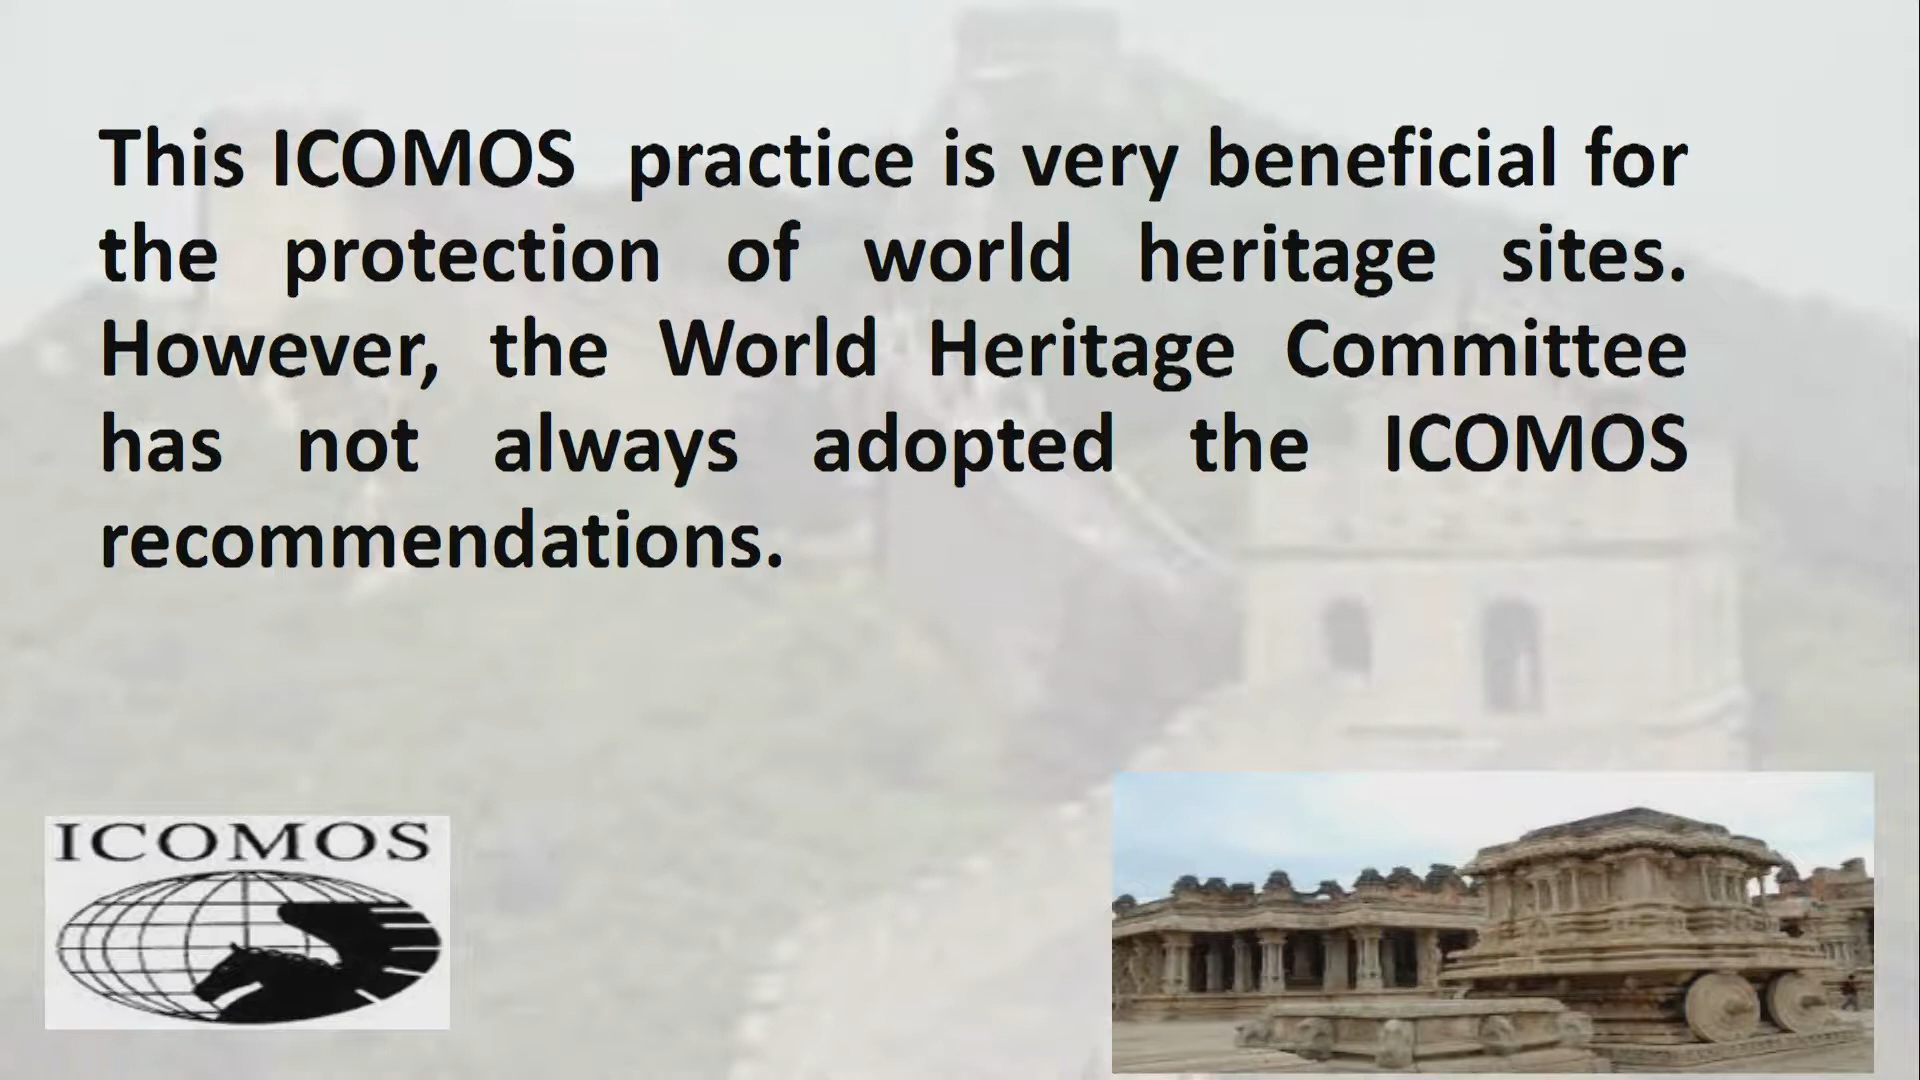 This ICOMOS  practice is very beneficial for
the protection of world heritage sites.
However, the World Heritage Committee
has not always adopted the ICOMOS
recommendations.
ICOMOS